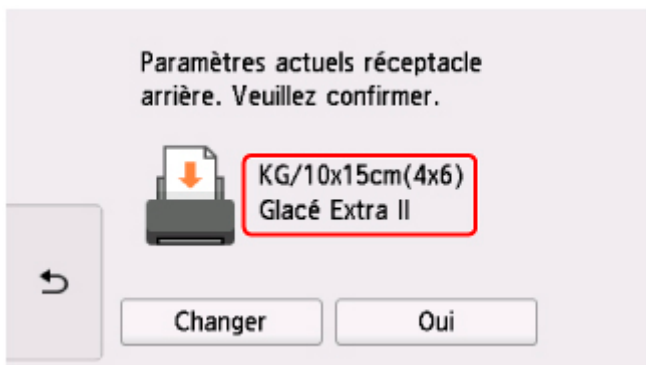 Paramètres actuels réceptacle
arrière. Veuillez confirmer.
KG/10x15cm(4x6)
Glacé Extra II
Changer
Oui